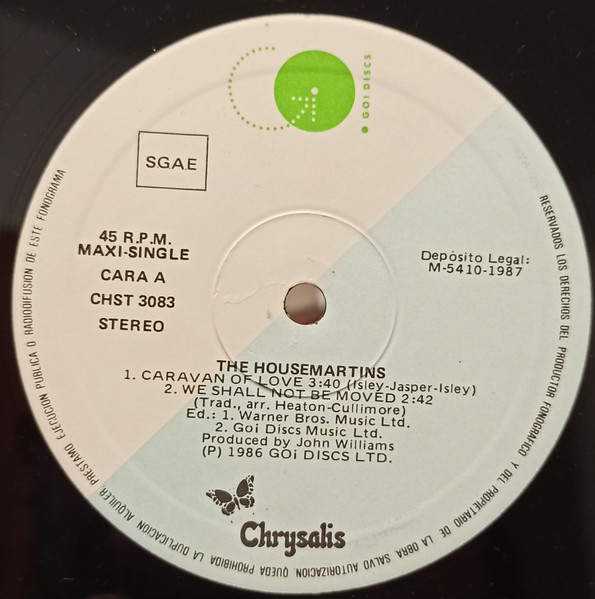 ● GO! DISCS
SGAE
45 R.P.M.
MAXI-SINGLE
CARA A
CHST 3083
STEREO
Depósito Legal:
M-5410-1987
THE HOUSEMARTINS
1. CARAVAN OF LOVE 3:40 (Isley-Jasper-Isley)
2. WE SHALL NOT BE MOVED 2:42
(Trad., arr. Heaton-Cullimore)
Ed.: 1. Warner Bros. Music Ltd.
2. Go¡ Discs Music Ltd.
Produced by John Williams
(P) 1986 GO¡ DISCS LTD.
Chrysalis
RESERVADOS LOS DERECHOS DEL PRODUCTOR FONOGRAFICO Y DEL PROPIETARIO DE LA OBRA SALVO AUTORIZACION QUEDA PROHIBIDA LA DUPLICACION ALQUILER PRESTAMO EJECUCION PUBLICA O RADIODIFUSION DE ESTE FONOGRAMA